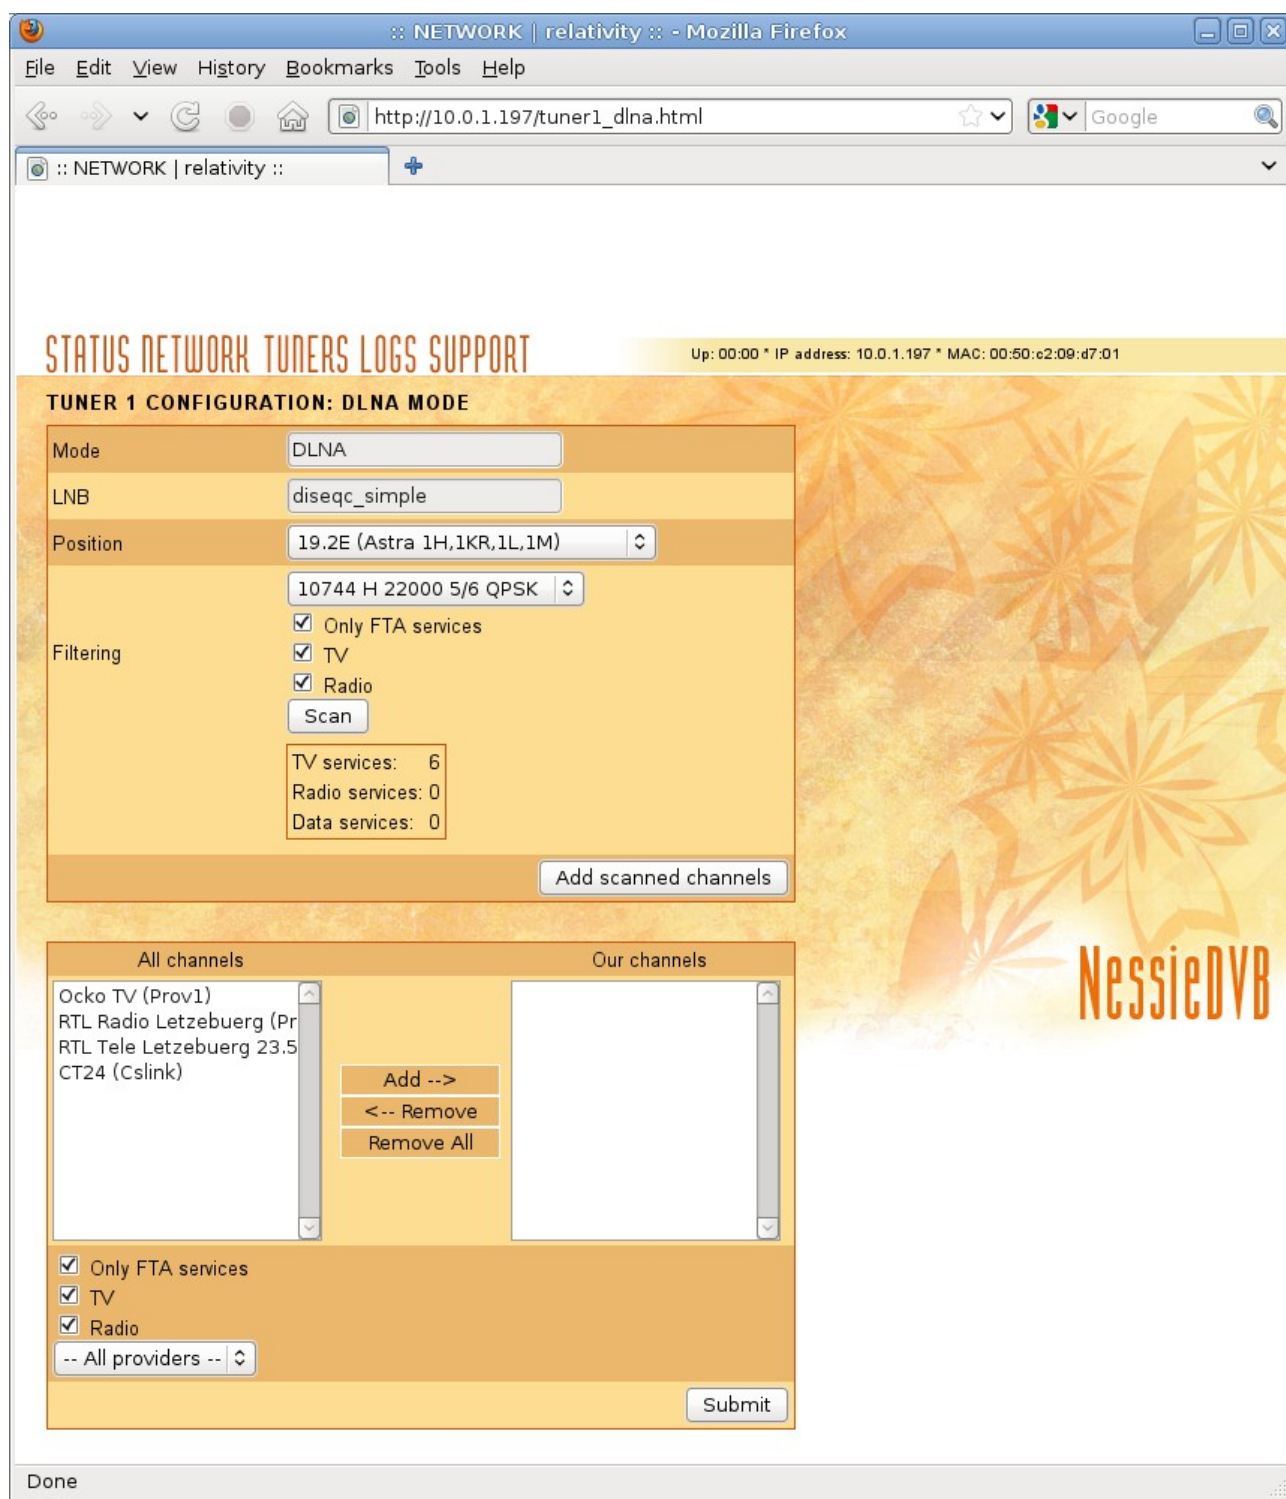 :: NETWORK | relativity :: - Mozilla Firefox
File Edit View History Bookmarks Tools Help
http://10.0.1.197/tuner1_dlna.html Google
:: NETWORK | relativity ::
STATUS NETWORK TUNERS LOGS SUPPORT
Up: 00:00 * IP address: 10.0.1.197 * MAC: 00:50:c2:09:d7:01
TUNER 1 CONFIGURATION: DLNA MODE
Mode DLNA
LNB diseqc_simple
Position 19.2E (Astra 1H,1KR,1L,1M)
10744 H 22000 5/6 QPSK
Only FTA services
Filtering TV
Radio
Scan
TV services: 6
Radio services: 0
Data services: 0
Add scanned channels
All channels Our channels
Ocko TV (Prov1)
RTL Radio Letzebuerg (Pr
RTL Tele Letzebuerg 23.5
CT24 (Cslink)
Add -->
<-- Remove
Remove All
NessieDVB
Only FTA services
TV
Radio
-- All providers --
Submit
Done